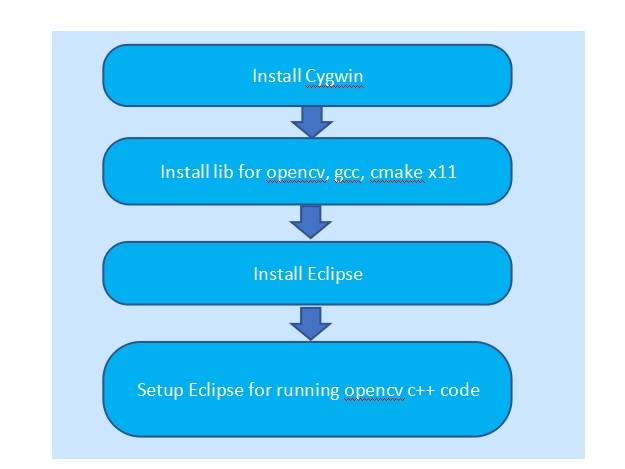 Install Cygwin
Install lib for opencv, gcc, cmake x11
Install Eclipse
Setup Eclipse for running opencv c++ code